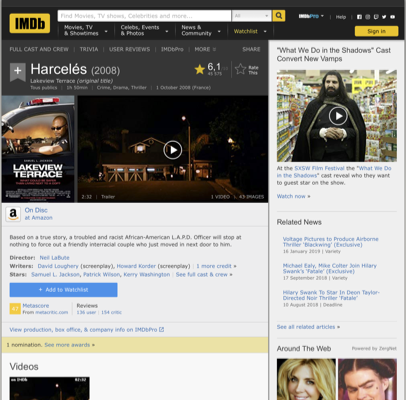 IMDb
Find Movies, TV shows, Celebrities and more...
All
IMDbPro
Help
Movies, TV & Showtimes
Celebs, Events & Photos
News & Community
Watchlist
Sign in
FULL CAST AND CREW | TRIVIA | USER REVIEWS | IMDbPro | MORE
SHARE
Harcelés (2008)
Lakeview Terrace (original title)
Tous publics | 1h 50min | Crime, Drama, Thriller | 1 October 2008 (France)
6,1
Rate This
SAMUEL L. JACKSON
LAKEVIEW TERRACE
2:32 | Trailer
1 VIDEO
43 IMAGES
On Disc
at Amazon
Based on a true story, a troubled and racist African-American L.A.P.D. Officer will stop at
nothing to force out a friendly interracial couple who just moved in next door to him.
Director: Neil LaBute
Writers: David Loughery (screenplay), Howard Korder (screenplay) | 1 more credit »
Stars: Samuel L. Jackson, Patrick Wilson, Kerry Washington | See full cast & crew »
+ Add to Watchlist
Metascore
From metacritic.com
Reviews
136 user | 154 critic
View production, box office, & company info on IMDbPro
1 nomination. See more awards »
Videos
"What We Do in the Shadows" Cast
Convert New Vamps
At the SXSW Film Festival the "What We
Do in the Shadows" cast reveal who they
want to guest star on the show.
Watch now »
Related News
Voltage Pictures to Produce Airborne
Thriller 'Blackwing' (Exclusive)
16 January 2019 | Variety
Michael Ealy, Mike Colter Join Hilary
Swank's 'Fatale' (Exclusive)
17 September 2018 | Variety
Hilary Swank To Star In Deon Taylor-
Directed Noir Thriller 'Fatale'
10 August 2018 | Deadline
See all related articles »
Around The Web
Powered by ZergNet